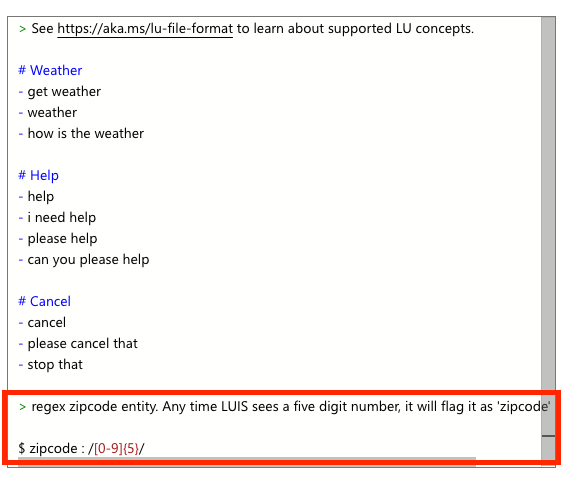 > See https://aka.ms/lu-file-format to learn about supported LU concepts.
# Weather
- get weather
- weather
- how is the weather
# Help
- help
- i need help
- please help
- can you please help
# Cancel
- cancel
- please cancel that
- stop that
> regex zipcode entity. Any time LUIS sees a five digit number, it will flag it as 'zipcode'
$ zipcode : /[0-9]{5}/